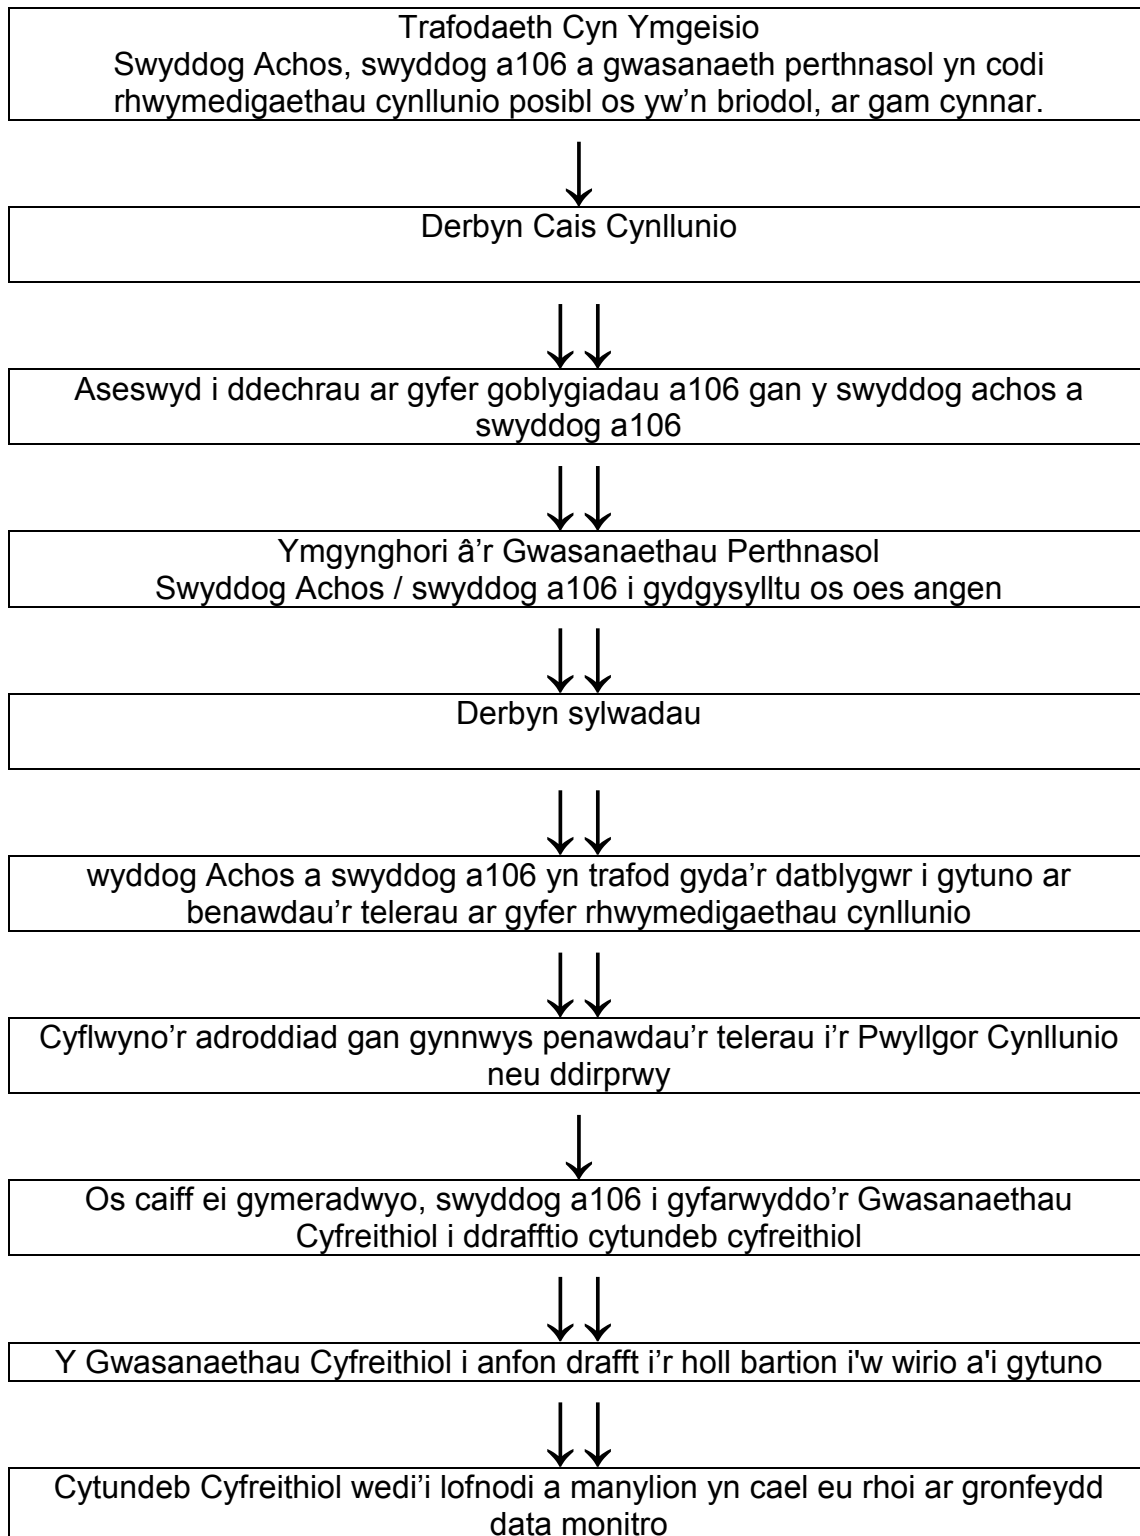 Trafodaeth Cyn Ymgeisio
Swyddog Achos, swyddog a106 a gwasanaeth perthnasol yn codi
rhwymedigaethau cynllunio posibl os yw’n briodol, ar gam cynnar.
Derbyn Cais Cynllunio
Aseswyd i ddechrau ar gyfer goblygiadau a106 gan y swyddog achos a
swyddog a106
Ymgynghori â’r Gwasanaethau Perthnasol
Swyddog Achos / swyddog a106 i gydgysylltu os oes angen
Derbyn sylwadau
wyddog Achos a swyddog a106 yn trafod gyda’r datblygwr i gytuno ar
benawdau’r telerau ar gyfer rhwymedigaethau cynllunio
Cyflwyno’r adroddiad gan gynnwys penawdau’r telerau i’r Pwyllgor Cynllunio
neu ddirprwy
Os caiff ei gymeradwyo, swyddog a106 i gyfarwyddo’r Gwasanaethau
Cyfreithiol i ddrafftio cytundeb cyfreithiol
Y Gwasanaethau Cyfreithiol i anfon drafft i’r holl bartion i'w wirio a'i gytuno
Cytundeb Cyfreithiol wedi’i lofnodi a manylion yn cael eu rhoi ar gronfeydd
data monitro